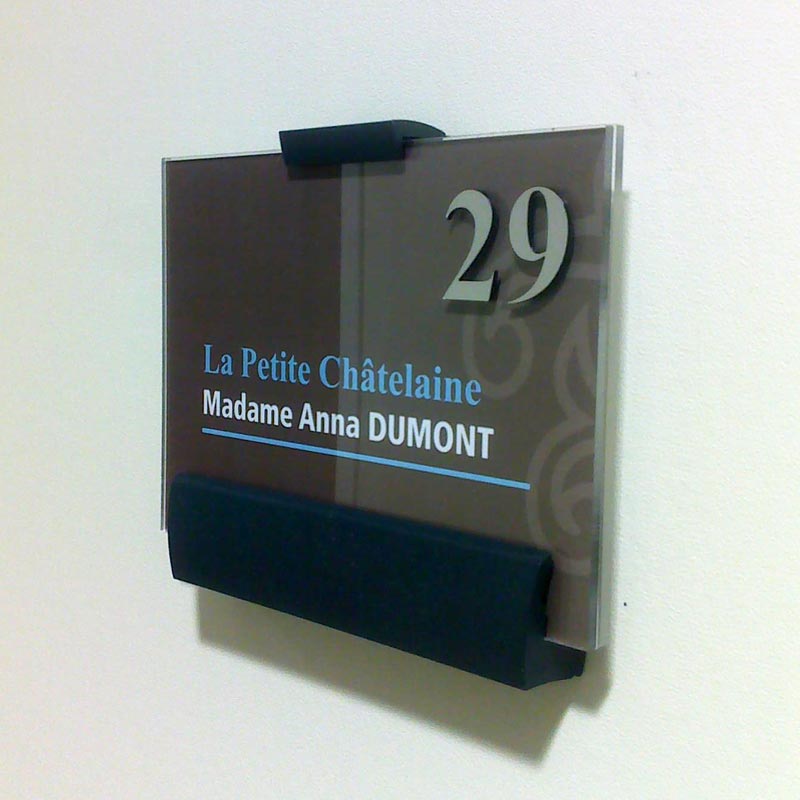 29
La Petite Châtelaine
Madame Anna DUMONT